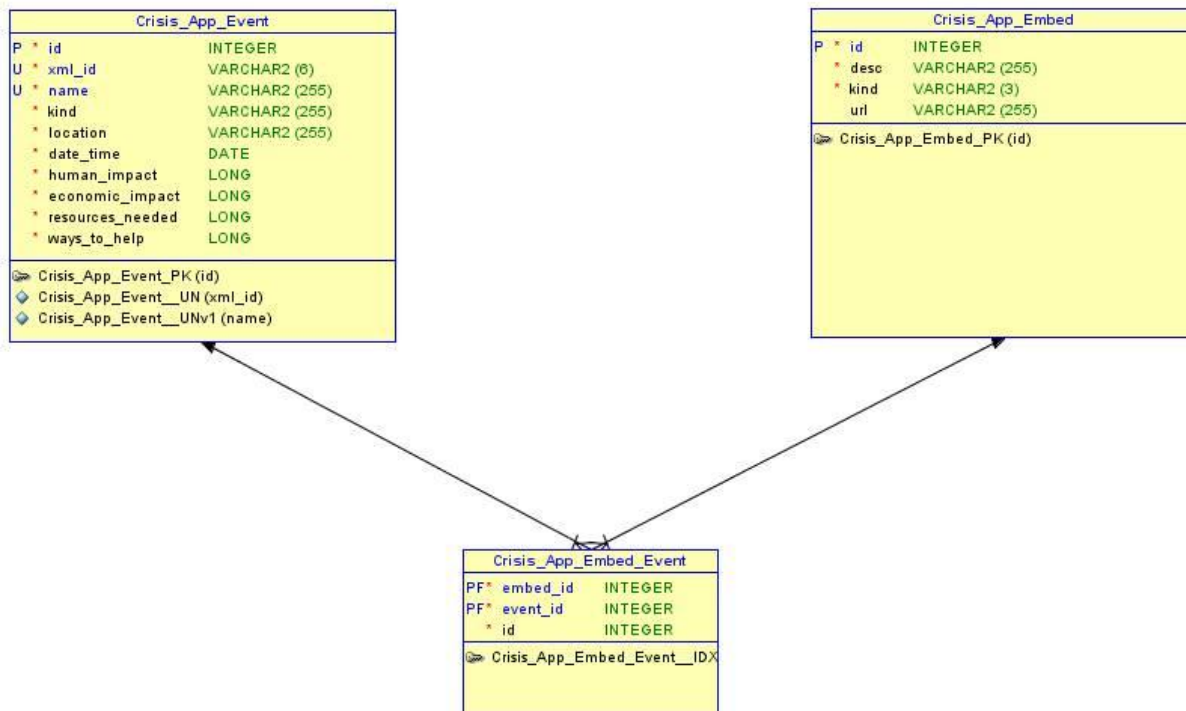 Crisis_App_Event
P * id INTEGER
U * xml_id VARCHAR2 (6)
U * name VARCHAR2 (255)
* kind VARCHAR2 (255)
* location VARCHAR2 (255)
* date_time DATE
* human_impact LONG
* economic_impact LONG
* resources_needed LONG
* ways_to_help LONG
Crisis_App_Event_PK (id)
Crisis_App_Event__UN (xml_id)
Crisis_App_Event__UNv1 (name)
Crisis_App_Embed
P * id INTEGER
* desc VARCHAR2 (255)
* kind VARCHAR2 (3)
url VARCHAR2 (255)
Crisis_App_Embed_PK (id)
Crisis_App_Embed_Event
PF* embed_id INTEGER
PF* event_id INTEGER
* id INTEGER
Crisis_App_Embed_Event__IDX